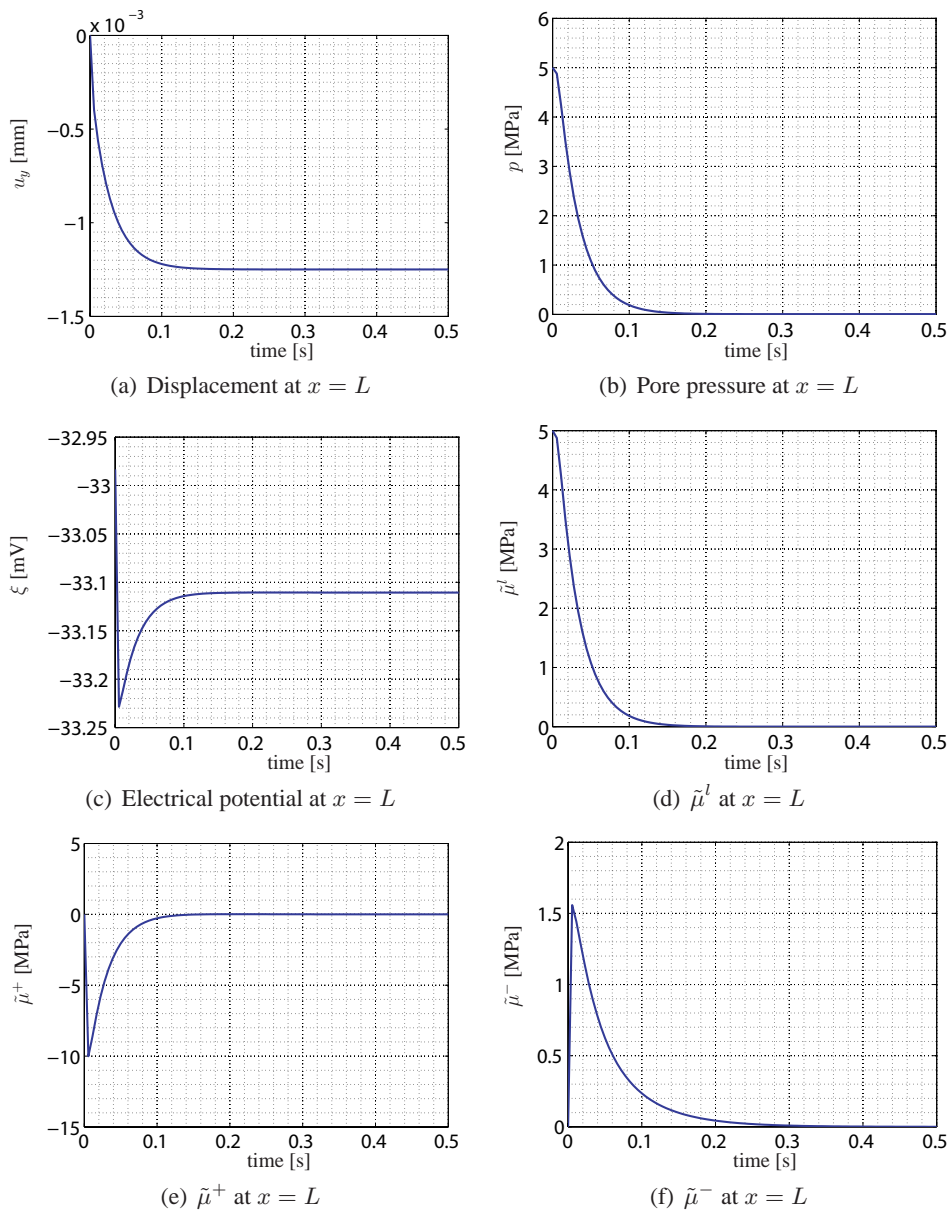 × 10⁻³
0
−0.5
−1
−1.5
u_y [mm]
0 0.1 0.2 0.3 0.4 0.5
time [s]
(a) Displacement at x = L
6
5
4
3
2
1
0
p [MPa]
0 0.1 0.2 0.3 0.4 0.5
time [s]
(b) Pore pressure at x = L
−32.95
−33
−33.05
−33.1
−33.15
−33.2
−33.25
ξ [mV]
0 0.1 0.2 0.3 0.4 0.5
time [s]
(c) Electrical potential at x = L
5
4
3
2
1
0
μ̃ˡ [MPa]
0 0.1 0.2 0.3 0.4 0.5
time [s]
(d) μ̃ˡ at x = L
5
0
−5
−10
−15
μ̃⁺ [MPa]
0 0.1 0.2 0.3 0.4 0.5
time [s]
(e) μ̃⁺ at x = L
2
1.5
1
0.5
0
μ̃⁻ [MPa]
0 0.1 0.2 0.3 0.4 0.5
time [s]
(f) μ̃⁻ at x = L